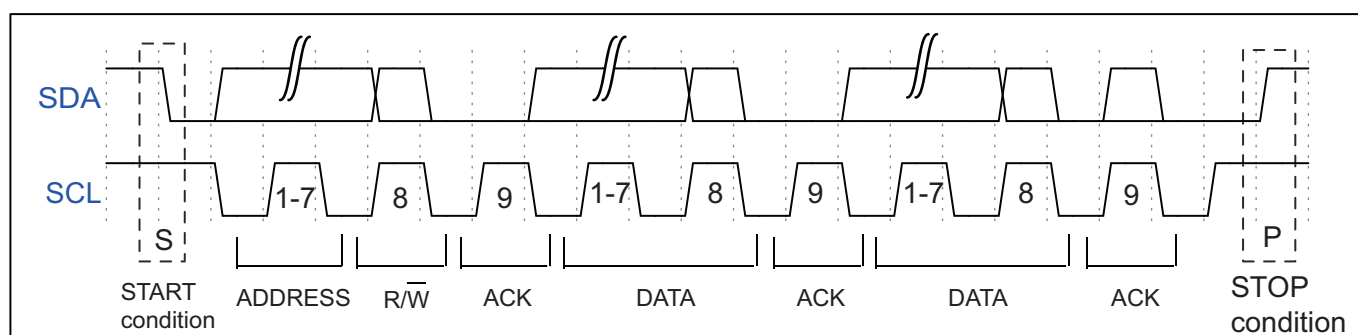 SDA
SCL
1-7 8 9 1-7 8 9 1-7 8 9
S P
START condition
ADDRESS R/W̅ ACK DATA ACK DATA ACK
STOP condition